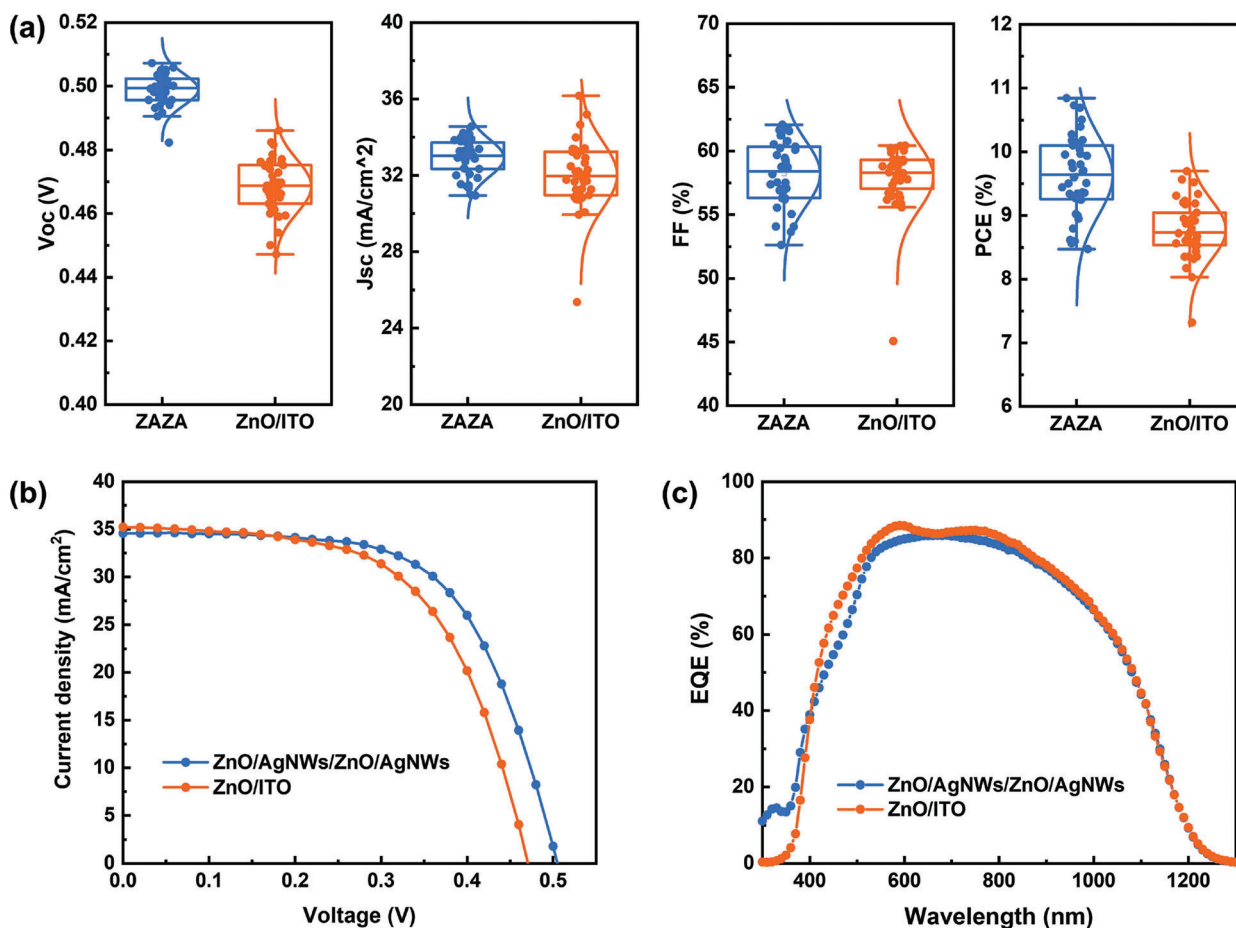 (a)
Voc (V)
0.52
0.50
0.48
0.46
0.44
0.42
0.40
ZAZA
ZnO/ITO
Jsc (mA/cm^2)
40
36
32
28
24
20
ZAZA
ZnO/ITO
FF (%)
70
65
60
55
50
45
40
ZAZA
ZnO/ITO
PCE (%)
12
11
10
9
8
7
6
ZAZA
ZnO/ITO
(b)
Current density (mA/cm²)
40
35
30
25
20
15
10
5
0
ZnO/AgNWs/ZnO/AgNWs
ZnO/ITO
0.0 0.1 0.2 0.3 0.4 0.5
Voltage (V)
(c)
EQE (%)
100
80
60
40
20
0
ZnO/AgNWs/ZnO/AgNWs
ZnO/ITO
400 600 800 1000 1200
Wavelength (nm)